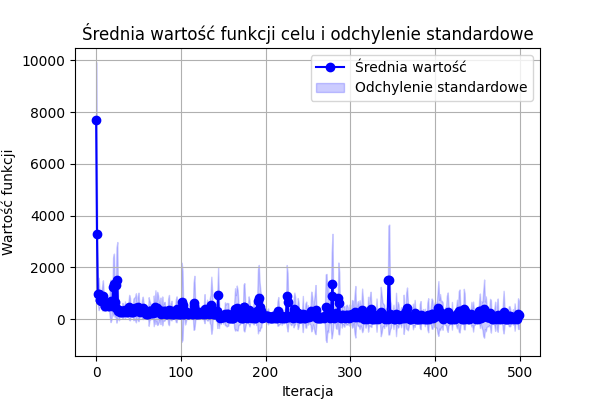 Średnia wartość funkcji celu i odchylenie standardowe
Średnia wartość
Odchylenie standardowe
Wartość funkcji
10000
8000
6000
4000
2000
0
0 100 200 300 400 500
Iteracja